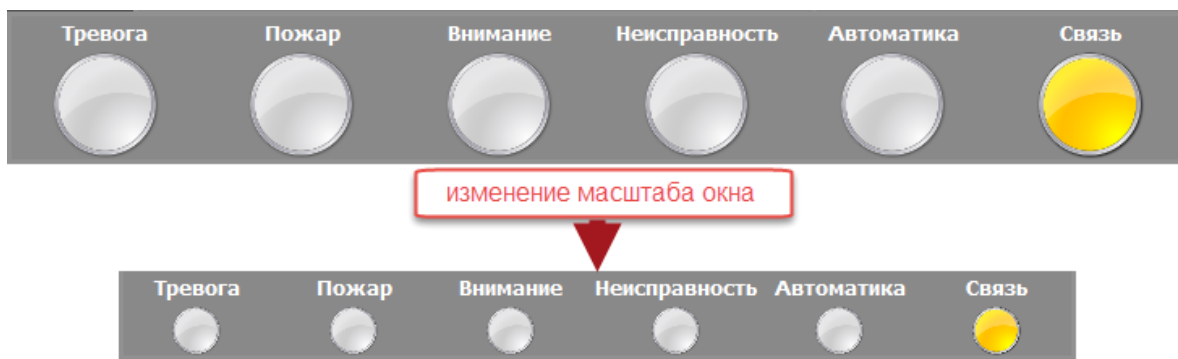 Тревога Пожар Внимание Неисправность Автоматика Связь
изменение масштаба окна
Тревога Пожар Внимание Неисправность Автоматика Связь